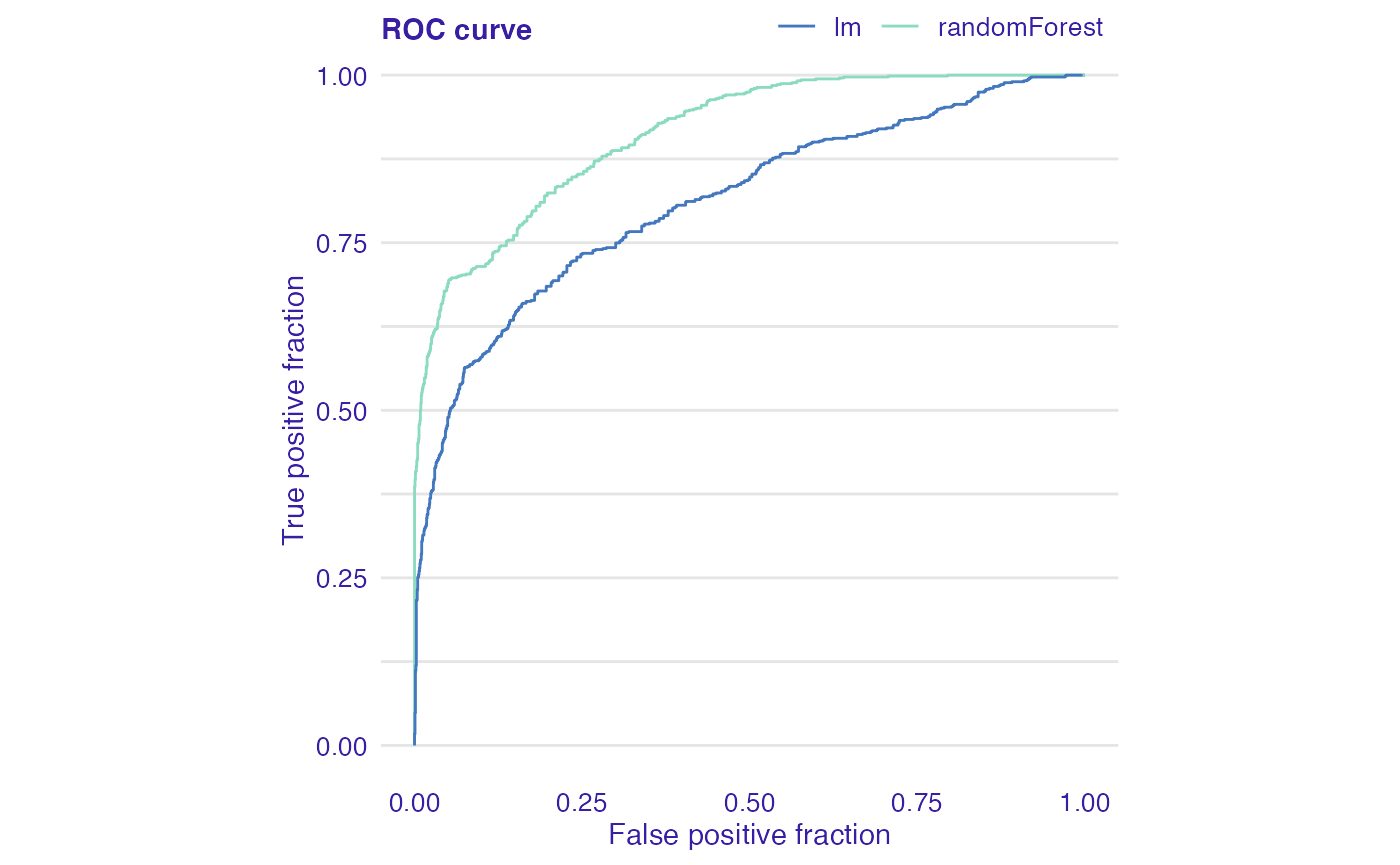 ROC curve
lm
randomForest
True positive fraction
1.00
0.75
0.50
0.25
0.00
0.00 0.25 0.50 0.75 1.00
False positive fraction